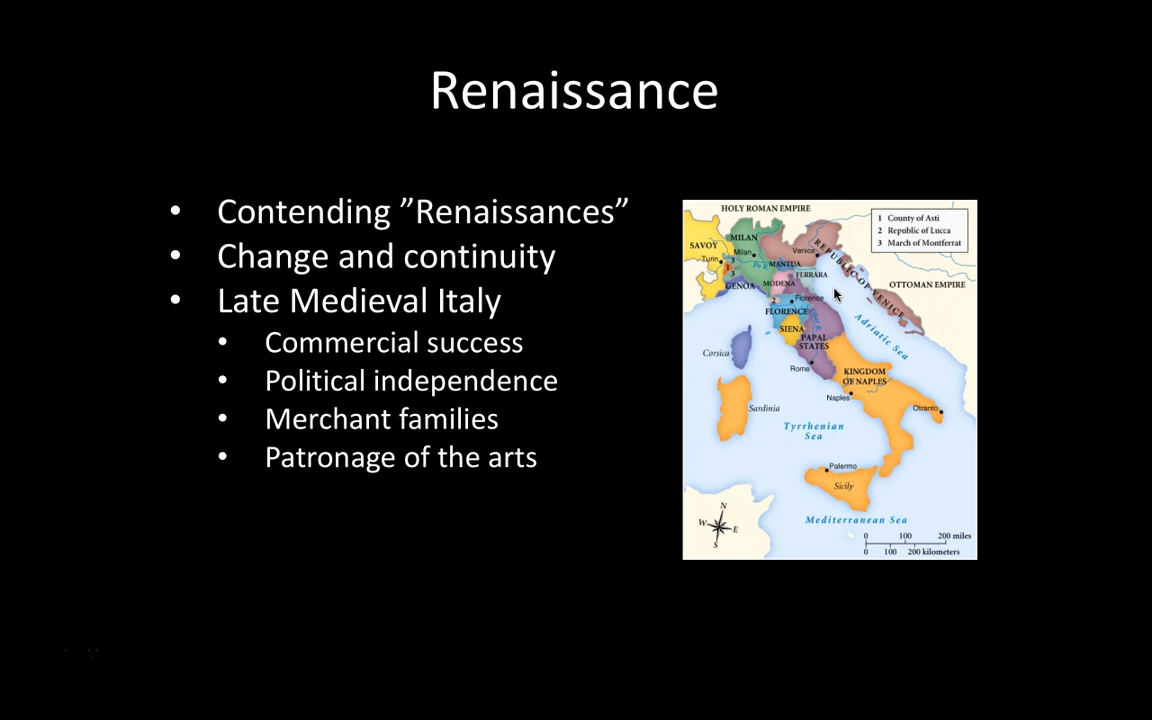 Renaissance
• Contending ”Renaissances”
• Change and continuity
• Late Medieval Italy
• Commercial success
• Political independence
• Merchant families
• Patronage of the arts
HOLY ROMAN EMPIRE
1 County of Asti
2 Republic of Lucca
3 March of Montferrat
SAVOY
MILAN
Milan
Turin
3
1
3
Venice
REPUBLIC OF VENICE
MANTUA
FERRARA
GENOA
MODENA
OTTOMAN EMPIRE
2
Florence
FLORENCE
SIENA
PAPAL
STATES
Adriatic Sea
Corsica
Rome
KINGDOM
OF NAPLES
Naples
Otranto
Sardinia
Tyrrhenian
Sea
Palermo
Sicily
Mediterranean Sea
N
W E
S
0 100 200 miles
0 100 200 kilometers